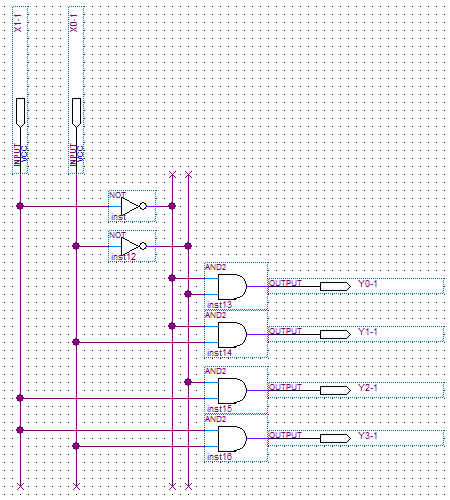 X1-1
X0-1
INPUT
VCC
INPUT
VCC
NOT
inst
NOT
inst12
AND2
inst13
OUTPUT
Y0-1
AND2
inst14
OUTPUT
Y1-1
AND2
inst15
OUTPUT
Y2-1
AND2
inst16
OUTPUT
Y3-1